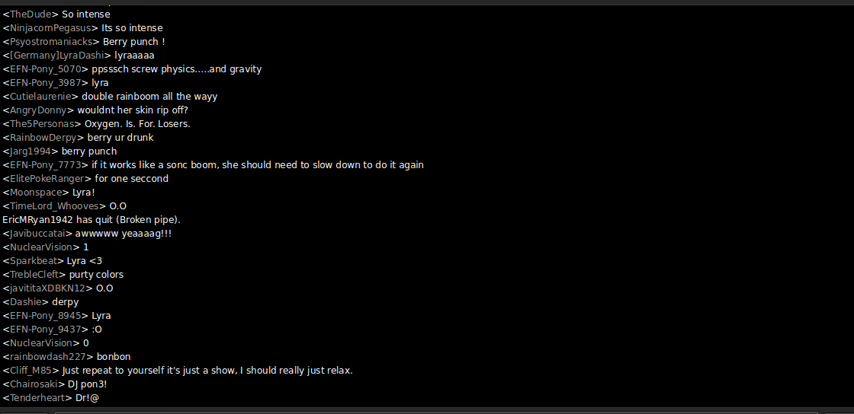 <TheDude> So intense
<NinjacomPegasus> Its so intense
<Psyostromaniacks> Berry punch !
<[Germany]LyraDashi> lyraaaaa
<EFN-Pony_5070> ppsssch screw physics.....and gravity
<EFN-Pony_3987> lyra
<Cutielaurenie> double rainboom all the wayy
<AngryDonny> wouldnt her skin rip off?
<The5Personas> Oxygen. Is. For. Losers.
<RainbowDerpy> berry ur drunk
<Jarg1994> berry punch
<EFN-Pony_7773> if it works like a sonc boom, she should need to slow down to do it again
<ElitePokeRanger> for one seccond
<Moonspace> Lyra!
<TimeLord_Whooves> O.O
EricMRyan1942 has quit (Broken pipe).
<Javibuccatai> awwwww yeaaaag!!!
<NuclearVision> 1
<Sparkbeat> Lyra <3
<TrebleCleft> purty colors
<javititaXDBKN12> O.O
<Dashie> derpy
<EFN-Pony_8945> Lyra
<EFN-Pony_9437> :O
<NuclearVision> 0
<rainbowdash227> bonbon
<Cliff_M85> Just repeat to yourself it's just a show, I should really just relax.
<Chairosaki> DJ pon3!
<Tenderheart> Dr!@